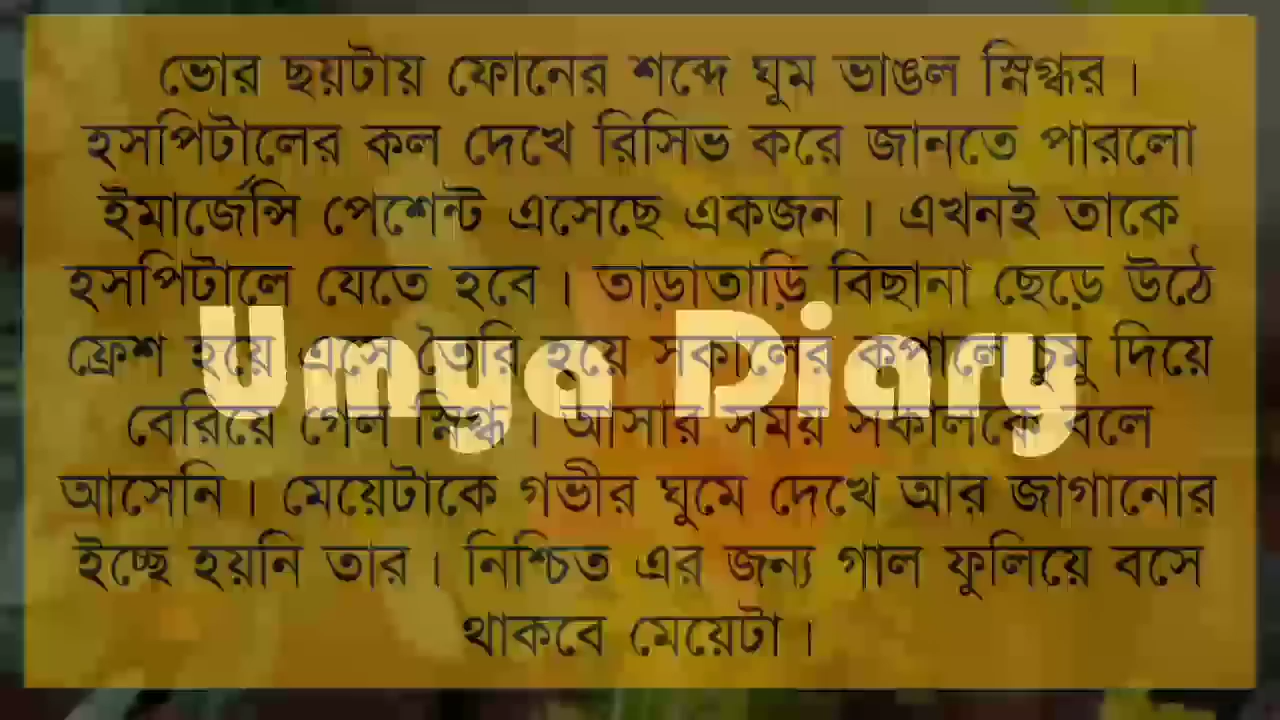 ভোর ছয়টায় ফোনের শব্দে ঘুম ভাঙল স্নিগ্ধর ।
হসপিটালের কল দেখে রিসিভ করে জানতে পারলো
ইমার্জেন্সি পেশেন্ট এসেছে একজন । এখনই তাকে
হসপিটালে যেতে হবে । তাড়াতাড়ি বিছানা ছেড়ে উঠে
ফ্রেশ হয়ে এসে তৈরি হয়ে সকালের কপালে চুমু দিয়ে
Umya Diary
বেরিয়ে গেল স্নিগ্ধ । আসার সময় সকালকে বলে
আসেনি । মেয়েটাকে গভীর ঘুমে দেখে আর জাগানোর
ইচ্ছে হয়নি তার । নিশ্চিত এর জন্য গাল ফুলিয়ে বসে
থাকবে মেয়েটা ।